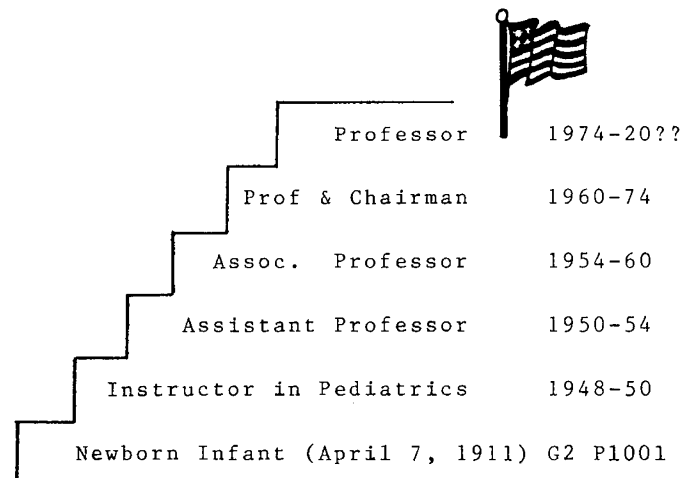 Professor 1974-20??
Prof & Chairman 1960-74
Assoc. Professor 1954-60
Assistant Professor 1950-54
Instructor in Pediatrics 1948-50
Newborn Infant (April 7, 1911) G2 P1001